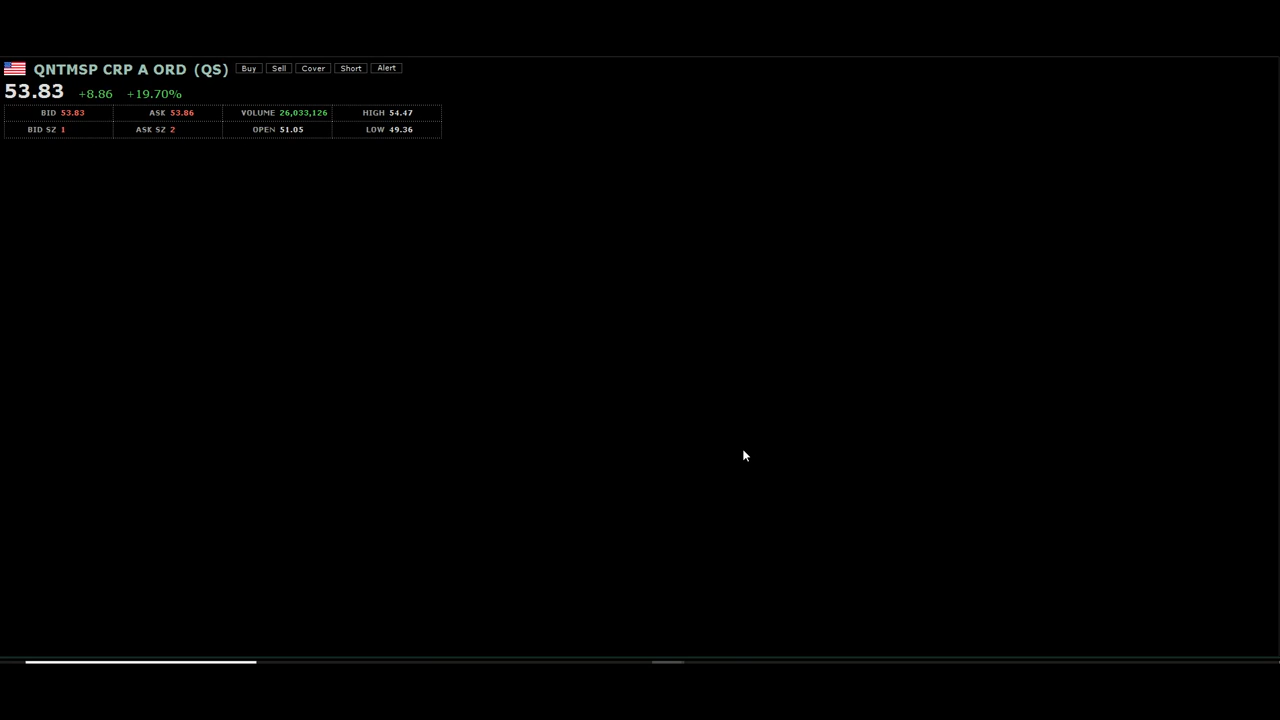 QNTMSP CRP A ORD (QS) Buy Sell Cover Short Alert
53.83 +8.86 +19.70%
BID 53.83 ASK 53.86 VOLUME 26,033,126 HIGH 54.47
BID SZ 1 ASK SZ 2 OPEN 51.05 LOW 49.36